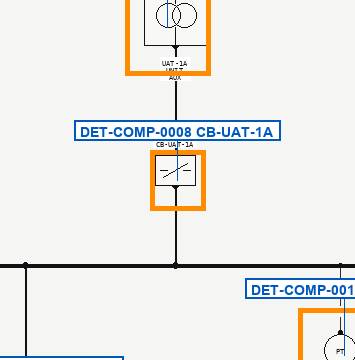 UAT-1A
UNIT
AUX
DET-COMP-0008 CB-UAT-1A
CB-UAT-1A
DET-COMP-001
PT